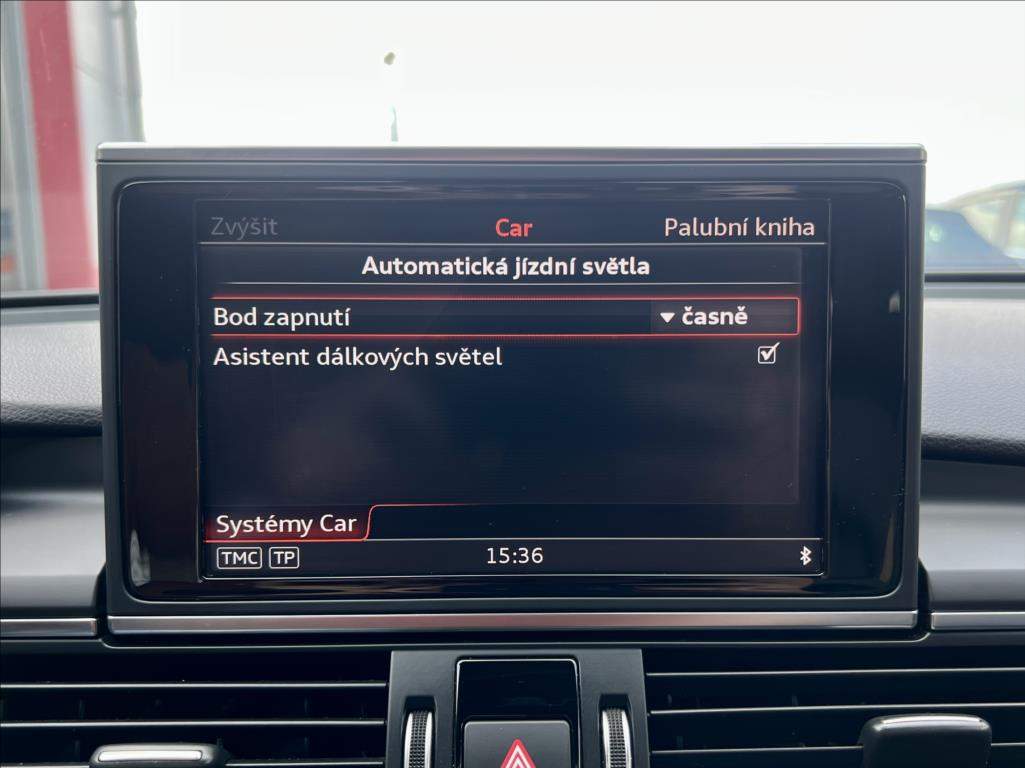 Zvýšit Car Palubní kniha
Automatická jízdní světla
Bod zapnutí časně
Asistent dálkových světel
Systémy Car
TMC TP 15:36